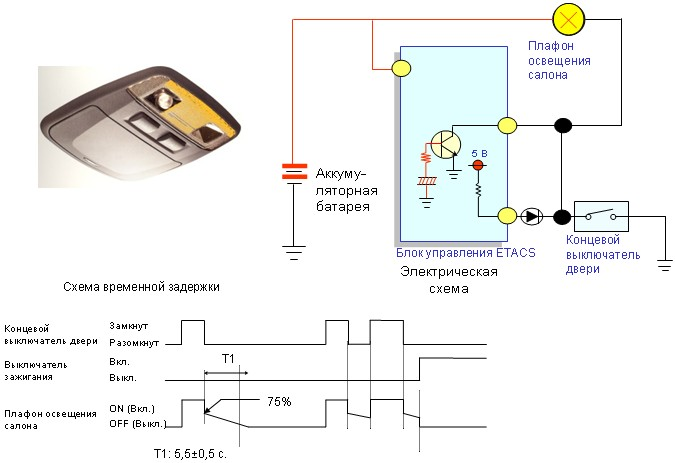 Плафон
освещения
салона
5 В
Аккуму-
ляторная
батарея
Блок управления ETACS
Электрическая
схема
Концевой
выключатель
двери
Схема временной задержки
Концевой
выключатель двери
Замкнут
Разомкнут
Выключатель
зажигания
Вкл.
Выкл.
T1
Плафон освещения
салона
ON (Вкл.)
OFF (Выкл.)
75%
T1: 5,5±0,5 с.